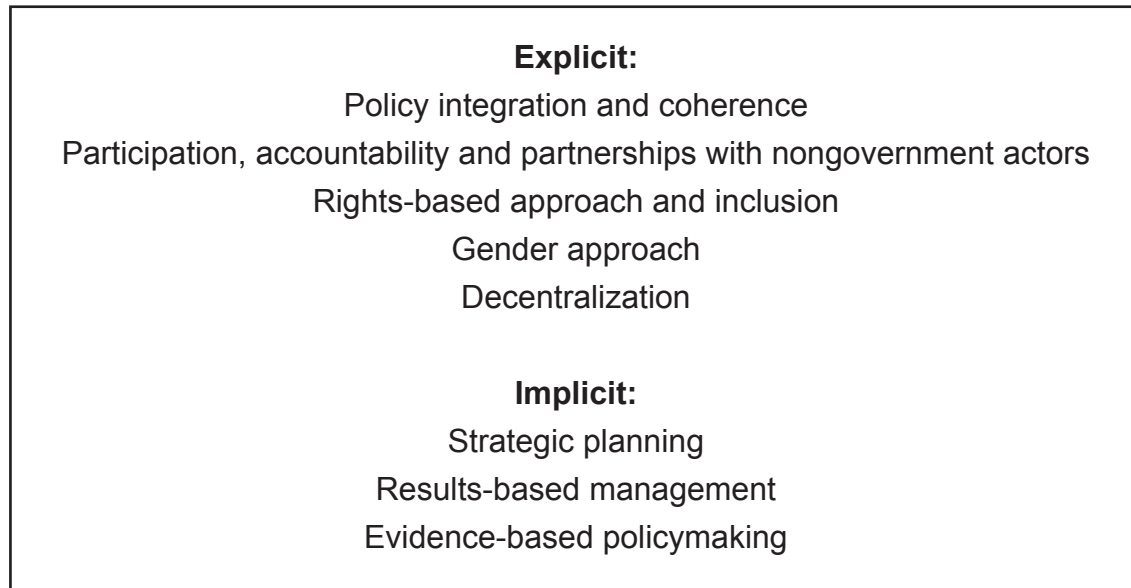 Explicit:
Policy integration and coherence
Participation, accountability and partnerships with nongovernment actors
Rights-based approach and inclusion
Gender approach
Decentralization
Implicit:
Strategic planning
Results-based management
Evidence-based policymaking